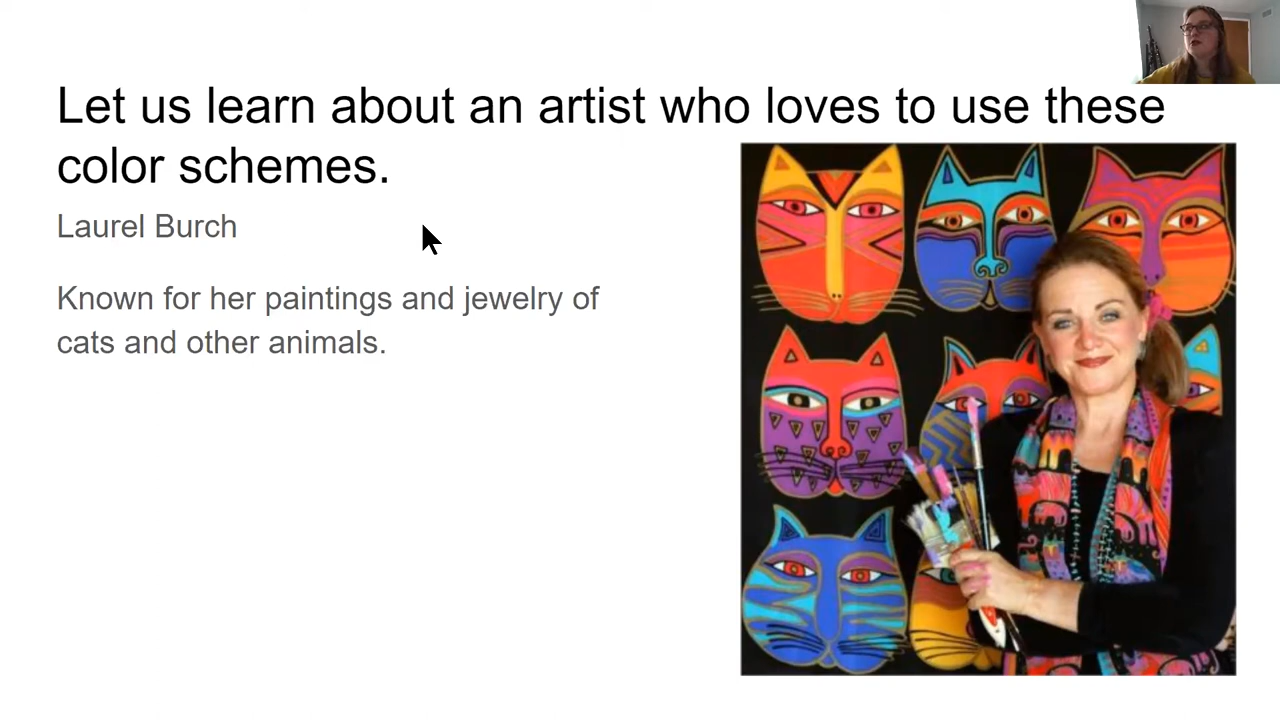 Let us learn about an artist who loves to use these
color schemes.
Laurel Burch
Known for her paintings and jewelry of
cats and other animals.